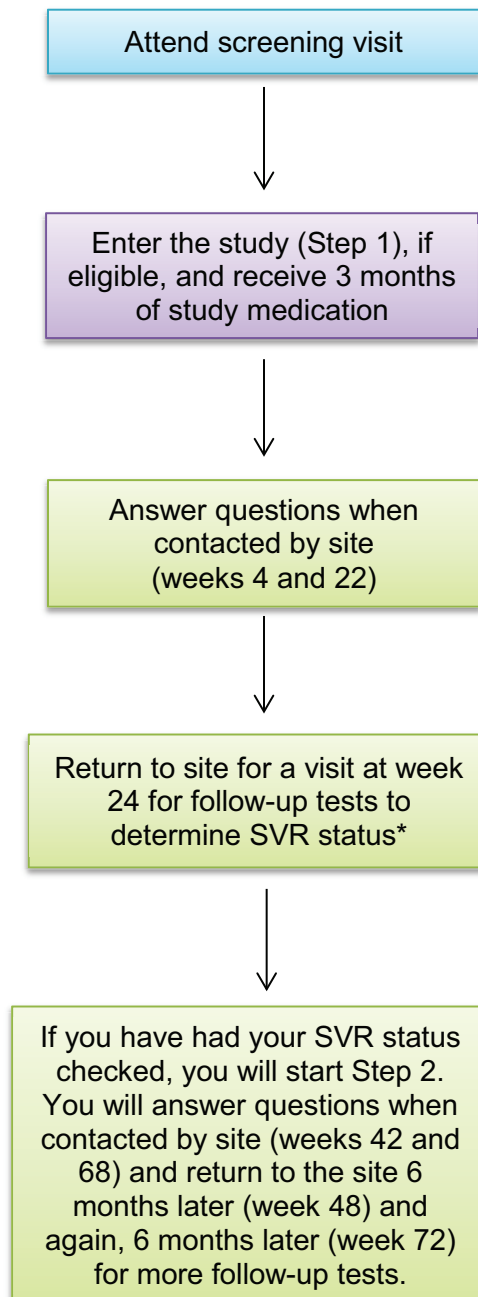 Attend screening visit
Enter the study (Step 1), if
eligible, and receive 3 months
of study medication
Answer questions when
contacted by site
(weeks 4 and 22)
Return to site for a visit at week
24 for follow-up tests to
determine SVR status*
If you have had your SVR status
checked, you will start Step 2.
You will answer questions when
contacted by site (weeks 42 and
68) and return to the site 6
months later (week 48) and
again, 6 months later (week 72)
for more follow-up tests.